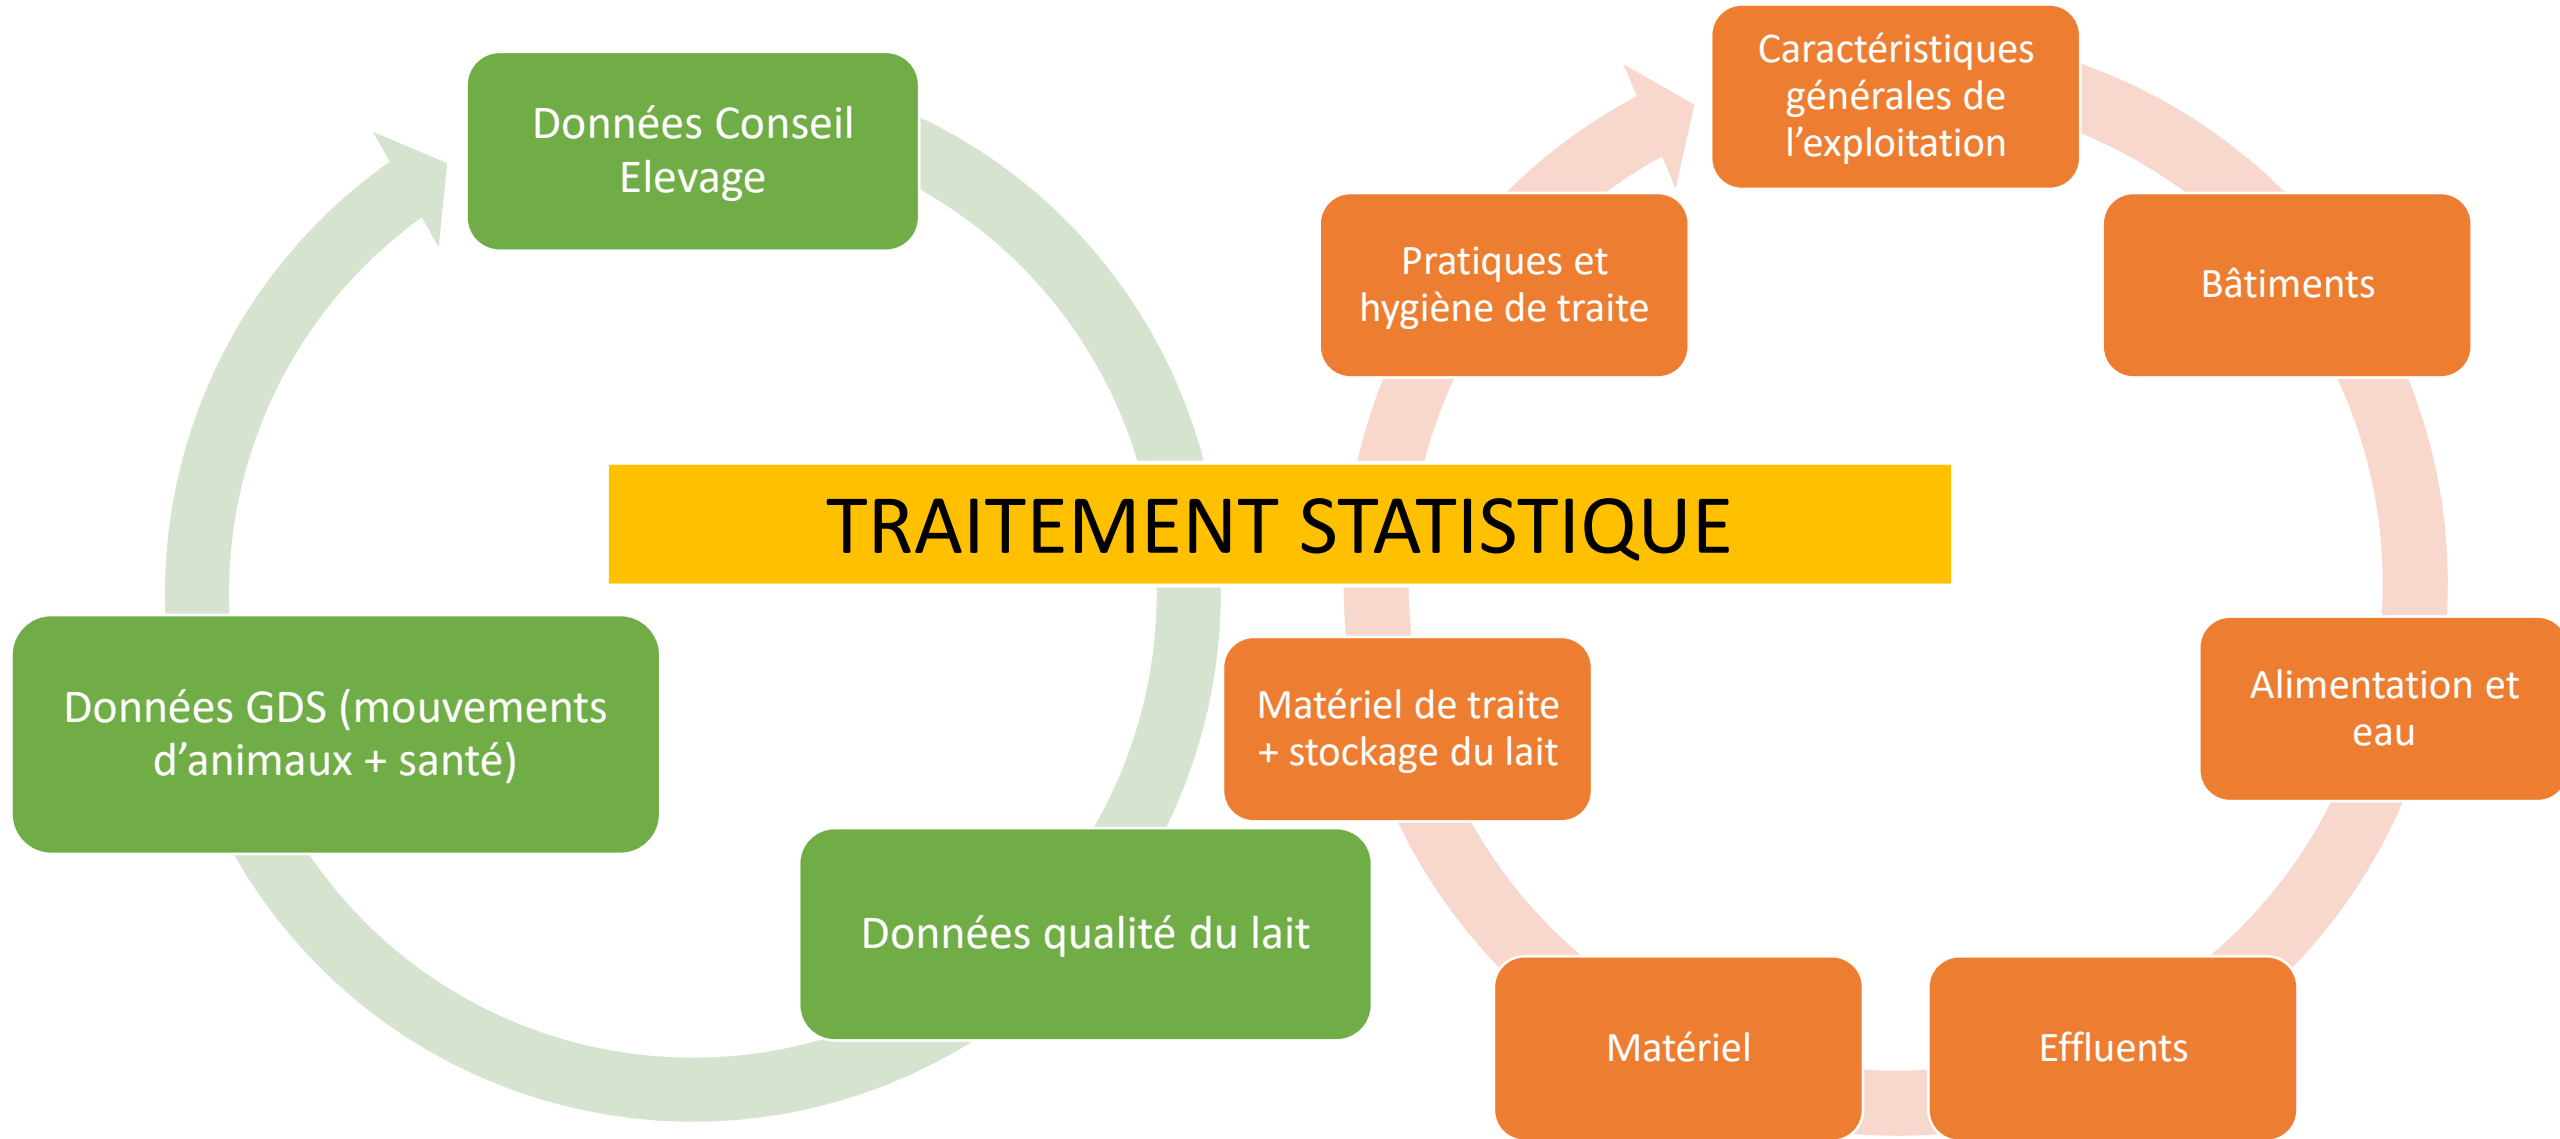 Données Conseil
Elevage
Données GDS (mouvements
d’animaux + santé)
Données qualité du lait
TRAITEMENT STATISTIQUE
Caractéristiques
générales de
l’exploitation
Bâtiments
Alimentation et
eau
Effluents
Matériel
Matériel de traite
+ stockage du lait
Pratiques et
hygiène de traite